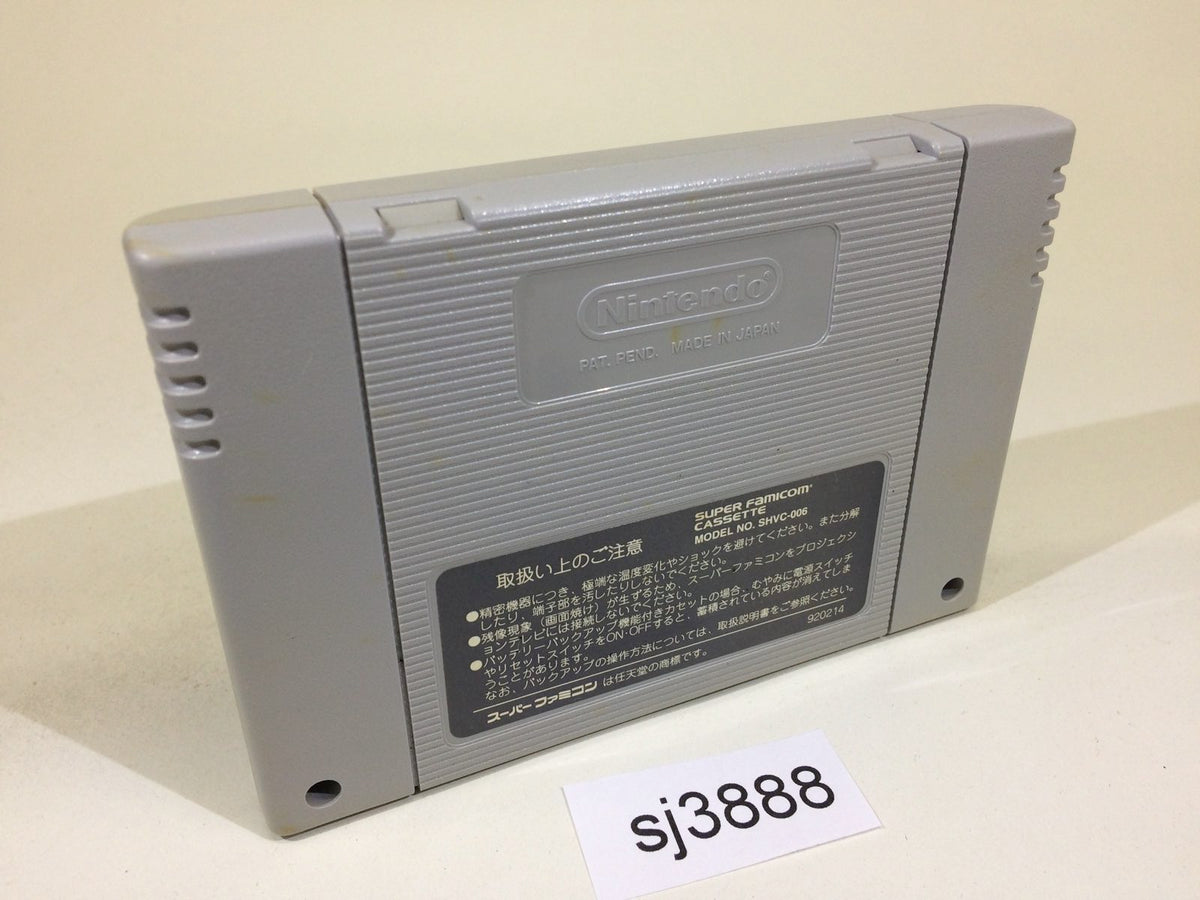 Nintendo®
PAT. PEND. MADE IN JAPAN
SUPER FAMICOM®
CASSETTE
MODEL NO. SHVC-006
取扱い上のご注意
●精密機器につき、極端な温度変化やショックを避けてください。また分解
したり、端子部を汚したりしないでください。
●残像現象（画面焼け）が生ずるため、スーパーファミコンをプロジェクシ
ョンテレビには接続しないでください。
●バッテリーバックアップ機能付きカセットの場合、むやみに電源スイッチ
やリセットスイッチをON・OFFすると、蓄積されている内容が消えてしま
うことがあります。
なお、バックアップの操作方法については、取扱説明書をご参照ください。
スーパーファミコンは任天堂の商標です。
920214
sj3888